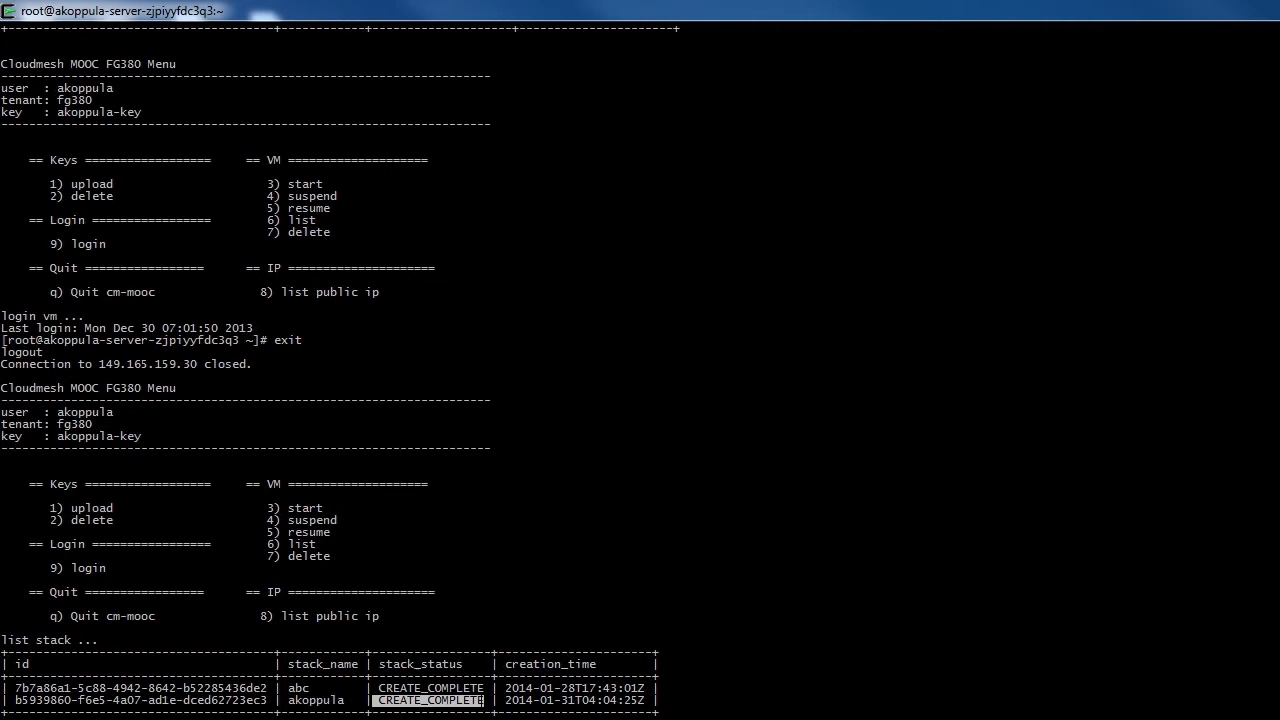 root@akoppula-server-zjpiyyfdc3q3:~
+--------------------------------------+------------+--------------------+----------------------+
Cloudmesh MOOC FG380 Menu
----------------------------------------------------------------------
user  : akoppula
tenant: fg380
key   : akoppula-key
----------------------------------------------------------------------
    == Keys ==================     == VM ====================
       1) upload                      3) start
       2) delete                      4) suspend
                                      5) resume
    == Login =================        6) list
                                      7) delete
       9) login
    == Quit =================      == IP =====================
       q) Quit cm-mooc               8) list public ip
login vm ...
Last login: Mon Dec 30 07:01:50 2013
[root@akoppula-server-zjpiyyfdc3q3 ~]# exit
logout
Connection to 149.165.159.30 closed.
Cloudmesh MOOC FG380 Menu
----------------------------------------------------------------------
user  : akoppula
tenant: fg380
key   : akoppula-key
----------------------------------------------------------------------
    == Keys ==================     == VM ====================
       1) upload                      3) start
       2) delete                      4) suspend
                                      5) resume
    == Login =================        6) list
                                      7) delete
       9) login
    == Quit =================      == IP =====================
       q) Quit cm-mooc               8) list public ip
list stack ...
+--------------------------------------+------------+-----------------+----------------------+
| id                                   | stack_name | stack_status    | creation_time        |
+--------------------------------------+------------+-----------------+----------------------+
| 7b7a86a1-5c88-4942-8642-b52285436de2 | abc        | CREATE_COMPLETE | 2014-01-28T17:43:01Z |
| b5939860-f6e5-4a07-ad1e-dced62723ec3 | akoppula   | CREATE_COMPLETE | 2014-01-31T04:04:25Z |
+--------------------------------------+------------+-----------------+----------------------+